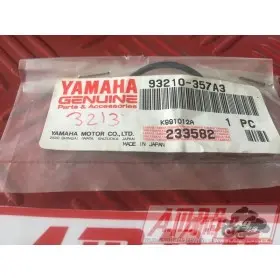 YAMAHA
GENUINE
Parts & Accessories
93210-357A3
3213
K99T012A
1 PC
233582
YAMAHA MOTOR CO., LTD.
MADE IN JAPAN